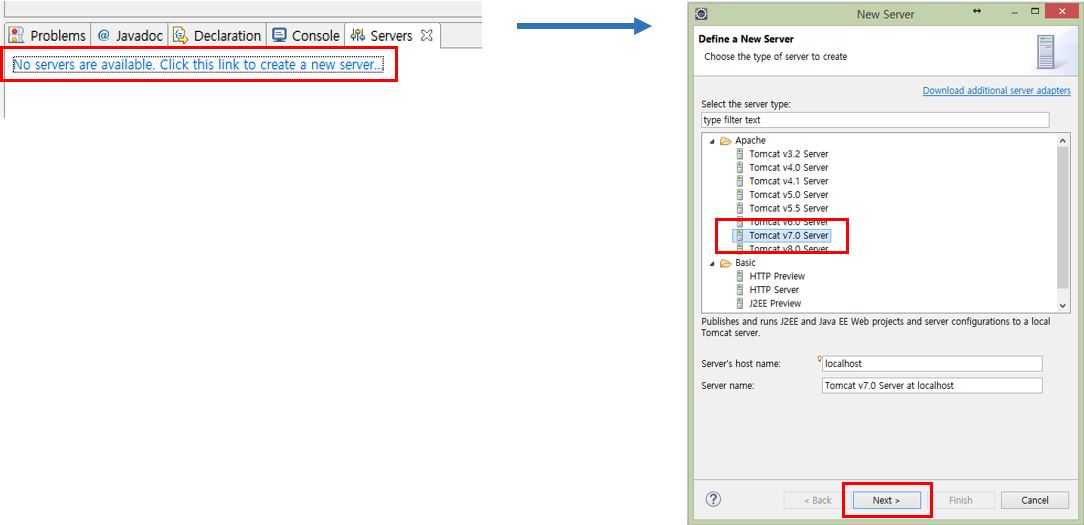 Problems @ Javadoc Declaration Console Servers
No servers are available. Click this link to create a new server...
New Server
Define a New Server
Choose the type of server to create
Download additional server adapters
Select the server type:
type filter text
Apache
Tomcat v3.2 Server
Tomcat v4.0 Server
Tomcat v4.1 Server
Tomcat v5.0 Server
Tomcat v5.5 Server
Tomcat v6.0 Server
Tomcat v7.0 Server
Tomcat v8.0 Server
Basic
HTTP Preview
HTTP Server
J2EE Preview
Publishes and runs J2EE and Java EE Web projects and server configurations to a local
Tomcat server.
Server's host name: localhost
Server name: Tomcat v7.0 Server at localhost
? < Back Next > Finish Cancel